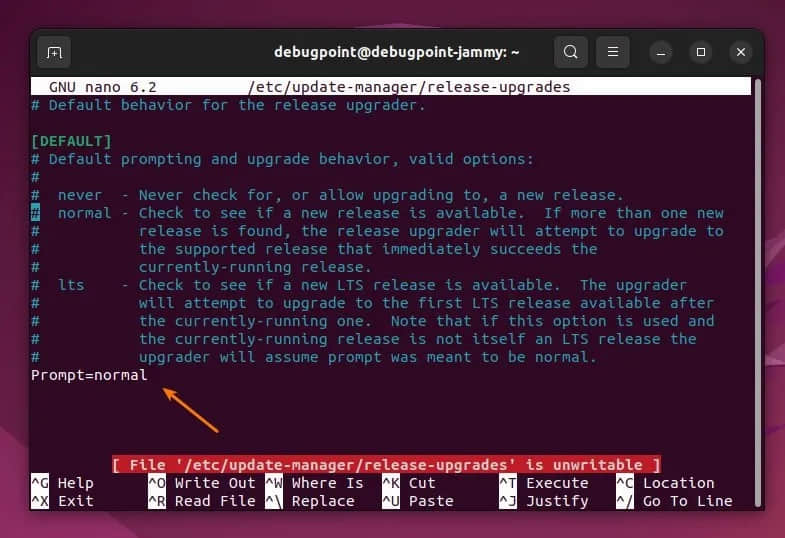 debugpoint@debugpoint-jammy: ~
GNU nano 6.2 /etc/update-manager/release-upgrades
# Default behavior for the release upgrader.
[DEFAULT]
# Default prompting and upgrade behavior, valid options:
#
# never - Never check for, or allow upgrading to, a new release.
# normal - Check to see if a new release is available. If more than one new
# release is found, the release upgrader will attempt to upgrade to
# the supported release that immediately succeeds the
# currently-running release.
# lts - Check to see if a new LTS release is available. The upgrader
# will attempt to upgrade to the first LTS release available after
# the currently-running one. Note that if this option is used and
# the currently-running release is not itself an LTS release the
# upgrader will assume prompt was meant to be normal.
Prompt=normal
[ File '/etc/update-manager/release-upgrades' is unwritable ]
^G Help ^O Write Out ^W Where Is ^K Cut ^T Execute ^C Location
^X Exit ^R Read File ^\ Replace ^U Paste ^J Justify ^/ Go To Line